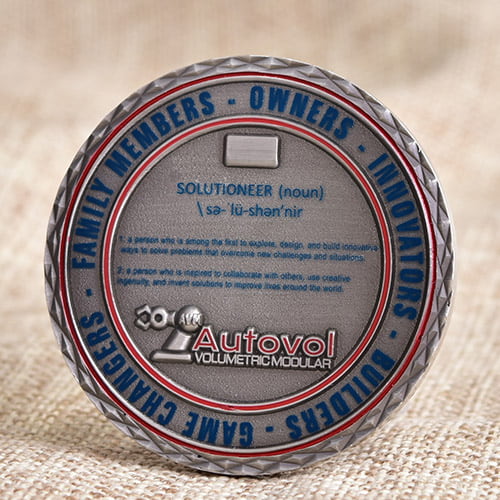 FAMILY MEMBERS - OWNERS - INNOVATORS - BUILDERS - GAME CHANGERS -
SOLUTIONEER (noun)
\ sə-ˈlü-shən'nir
1: a person who is among the first to explore, design, and build innovative
ways to solve problems that overcome new challenges and situations.
2: a person who is inspired to collaborate with others, use creative
ingenuity, and invent solutions to improve lives around the world.
AV
Autovol
VOLUMETRIC MODULAR